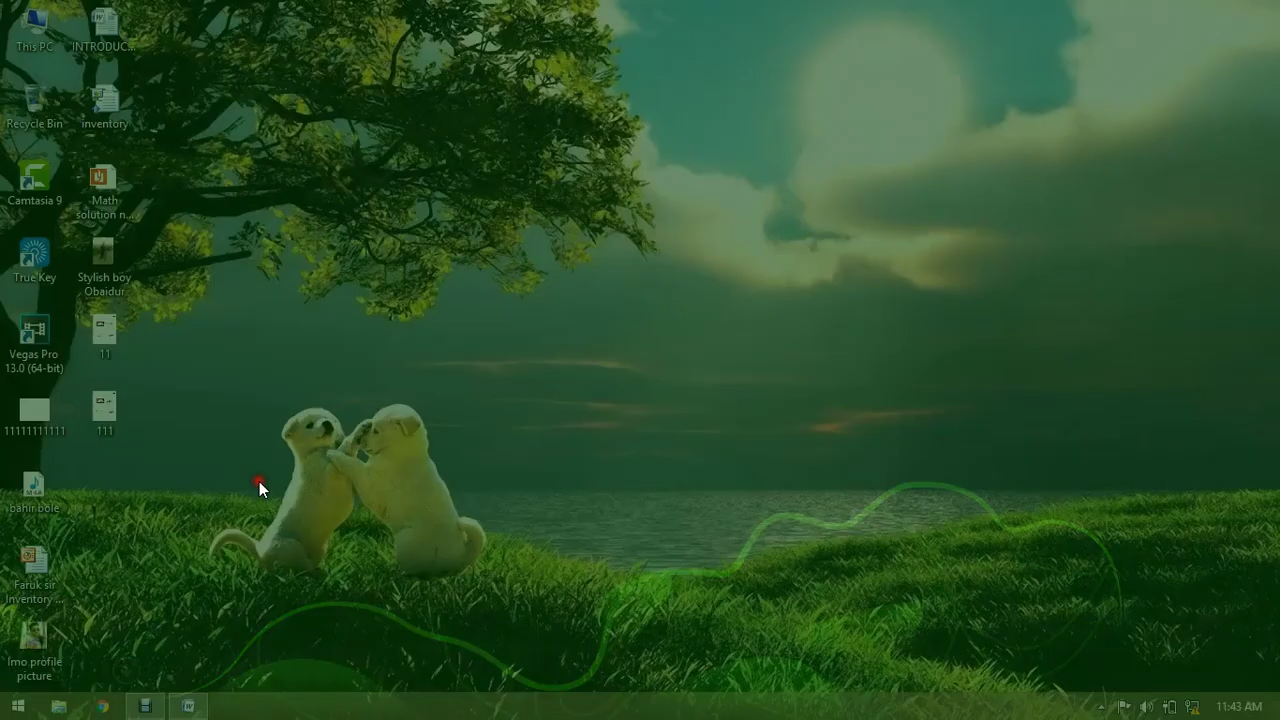 This PC
INTRODUC...
Recycle Bin
inventory
Camtasia 9
Math
solution n...
True Key
Stylish boy
Obaidur
Vegas Pro
13.0 (64-bit)
11
11111111111
111
bahir bole
Faruk sir
Inventory ...
Imo profile
picture
11:43 AM